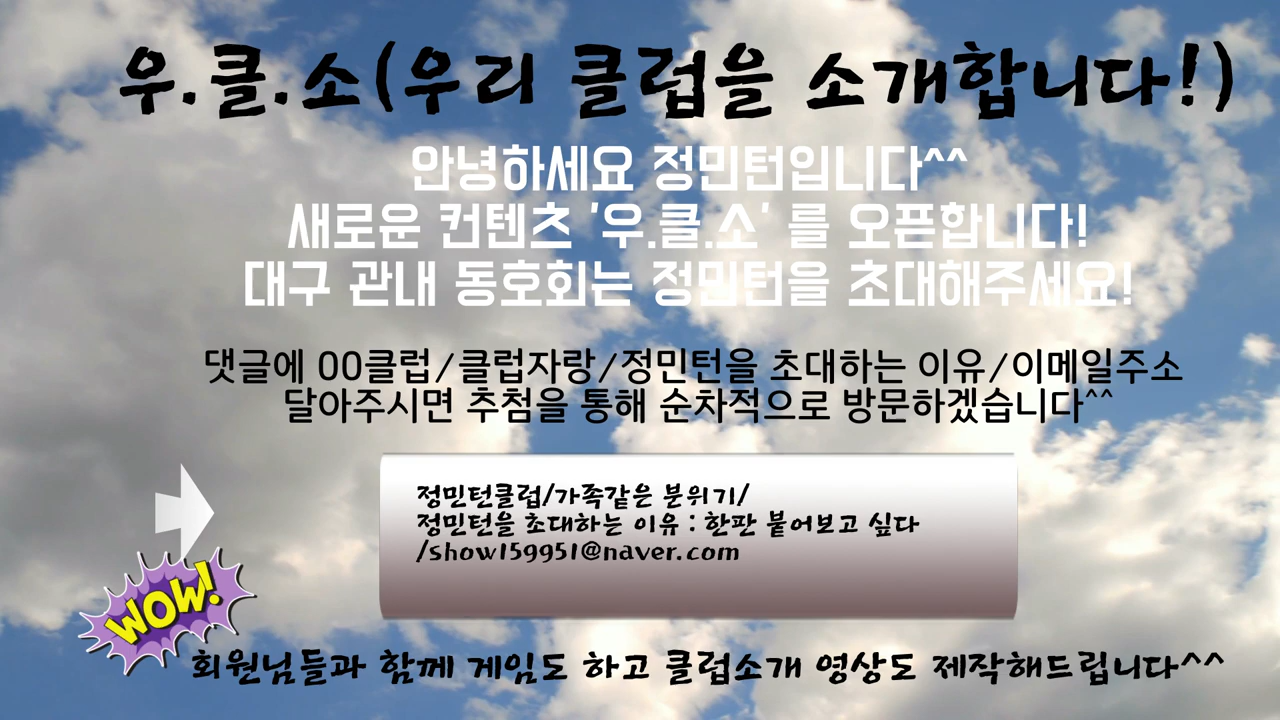 우.클.소(우리 클럽을 소개합니다!)
안녕하세요 정민턴입니다^^
새로운 컨텐츠 '우.클.소' 를 오픈합니다!
대구 관내 동호회는 정민턴을 초대해주세요!
댓글에 00클럽/클럽자랑/정민턴을 초대하는 이유/이메일주소
달아주시면 추첨을 통해 순차적으로 방문하겠습니다^^
정민턴클럽/가족같은 분위기/
정민턴을 초대하는 이유 : 한판 붙어보고 싶다
/show159951@naver.com
WOW!
회원님들과 함께 게임도 하고 클럽소개 영상도 제작해드립니다^^